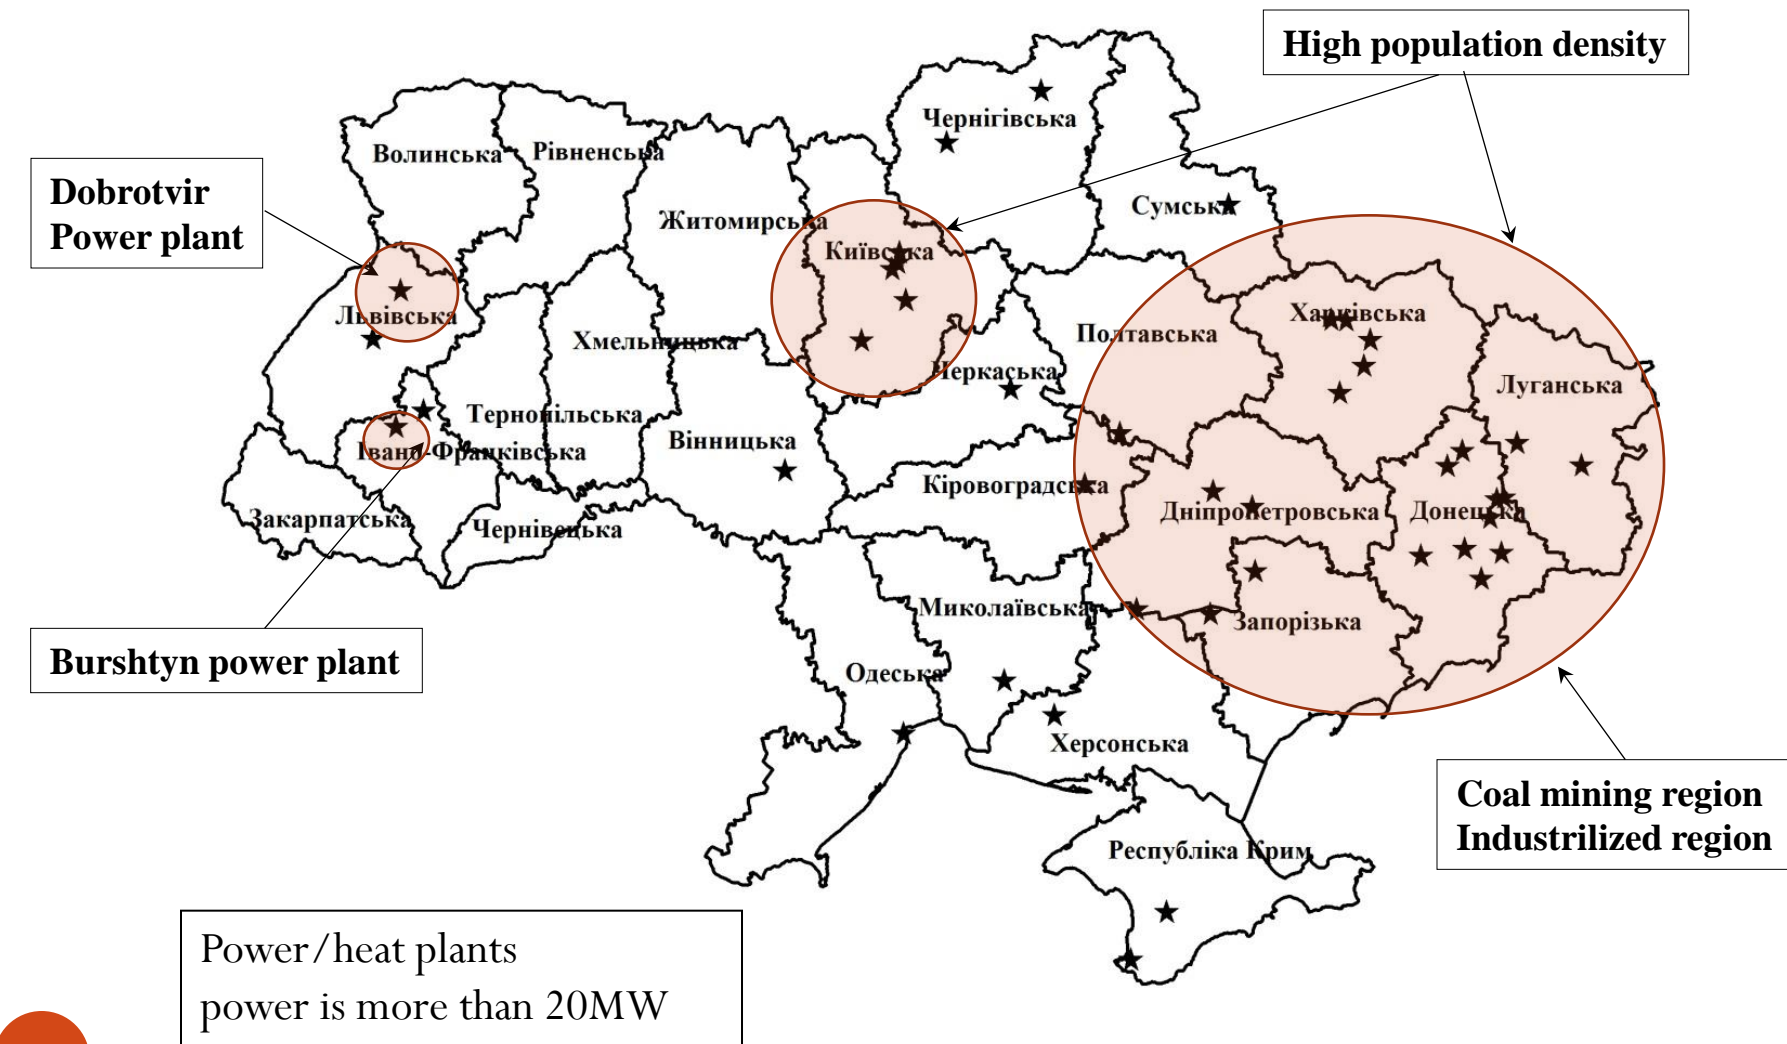 High population density
Чернігівська
Волинська
Рівненська
Dobrotvir
Power plant
Сумська
Житомирська
Київська
Львівська
Харківська
Полтавська
Хмельницька
Черкаська
Луганська
Тернопільська
Вінницька
Івано-Франківська
Кіровоградська
Дніпропетровська
Донецька
Закарпатська
Чернівецька
Миколаївська
Запорізька
Burshtyn power plant
Одеська
Херсонська
Coal mining region
Industrilized region
Республіка Крим
Power/heat plants
power is more than 20MW